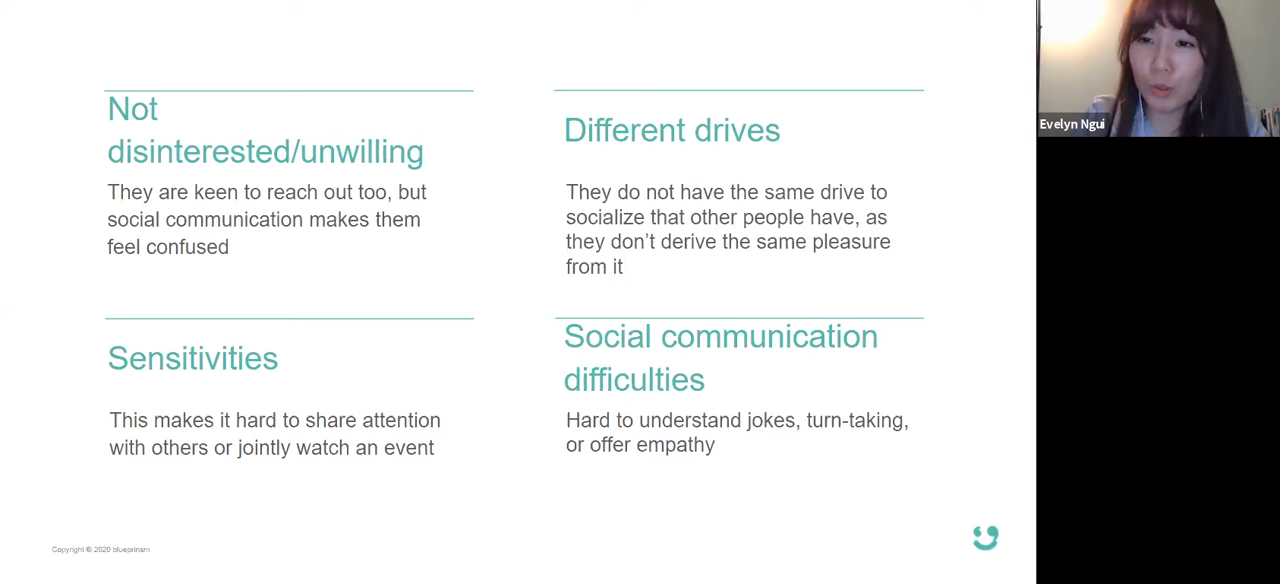 Not
disinterested/unwilling
They are keen to reach out too, but
social communication makes them
feel confused
Different drives
They do not have the same drive to
socialize that other people have, as
they don't derive the same pleasure
from it
Sensitivities
This makes it hard to share attention
with others or jointly watch an event
Social communication
difficulties
Hard to understand jokes, turn-taking,
or offer empathy
Copyright © 2020 blueprinsm
Evelyn Ngui